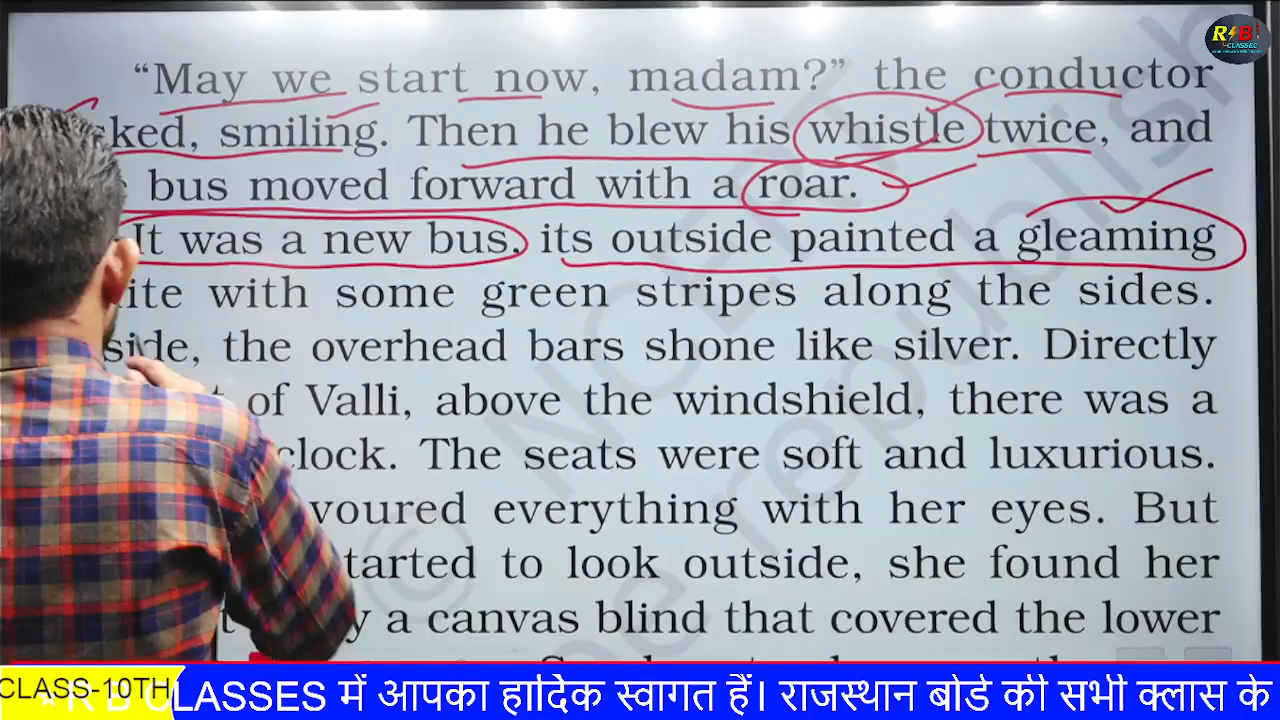 R B
CLASSEC
“May we start now, madam?” the conductor
ked, smiling. Then he blew his whistle twice, and
bus moved forward with a roar.
It was a new bus, its outside painted a gleaming
ite with some green stripes along the sides.
side, the overhead bars shone like silver. Directly
of Valli, above the windshield, there was a
clock. The seats were soft and luxurious.
voured everything with her eyes. But
tarted to look outside, she found her
y a canvas blind that covered the lower
© NCERT
be republish
CLASS-10TH
R B CLASSES में आपका हार्दिक स्वागत हैं। राजस्थान बोर्ड की सभी क्लास के